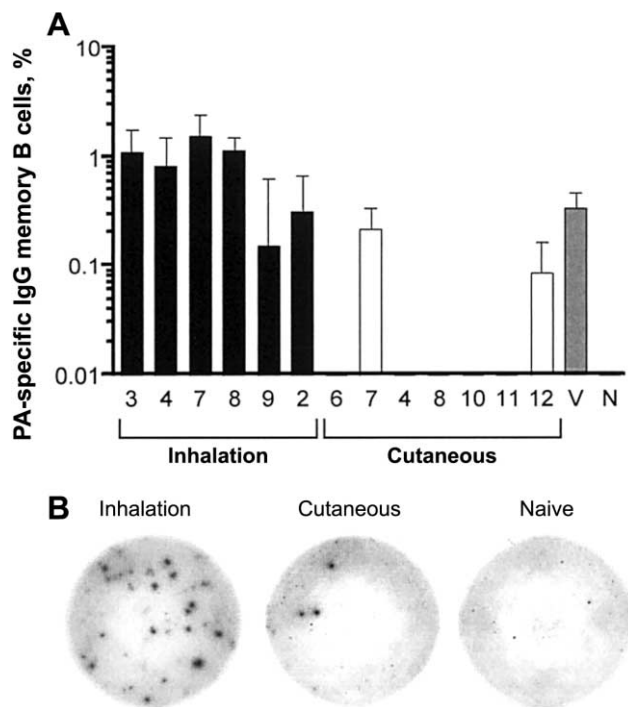 A
PA-specific IgG memory B cells, %
10
1
0.1
0.01
3 4 7 8 9 2 6 7 4 8 10 11 12 V N
Inhalation Cutaneous
B
Inhalation Cutaneous Naive